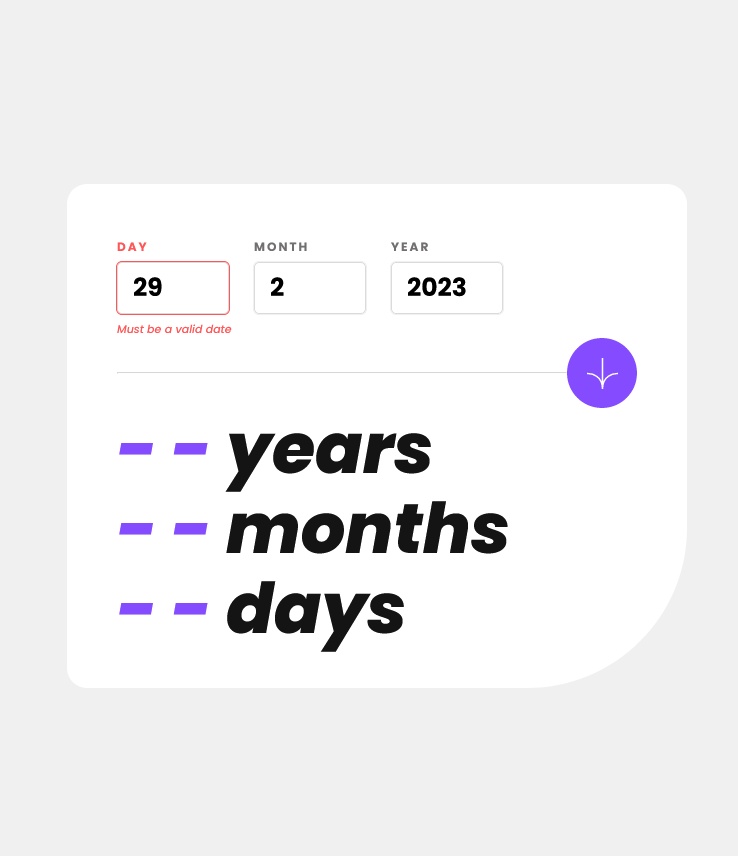 DAY MONTH YEAR
29 2 2023
Must be a valid date
-- years
-- months
-- days